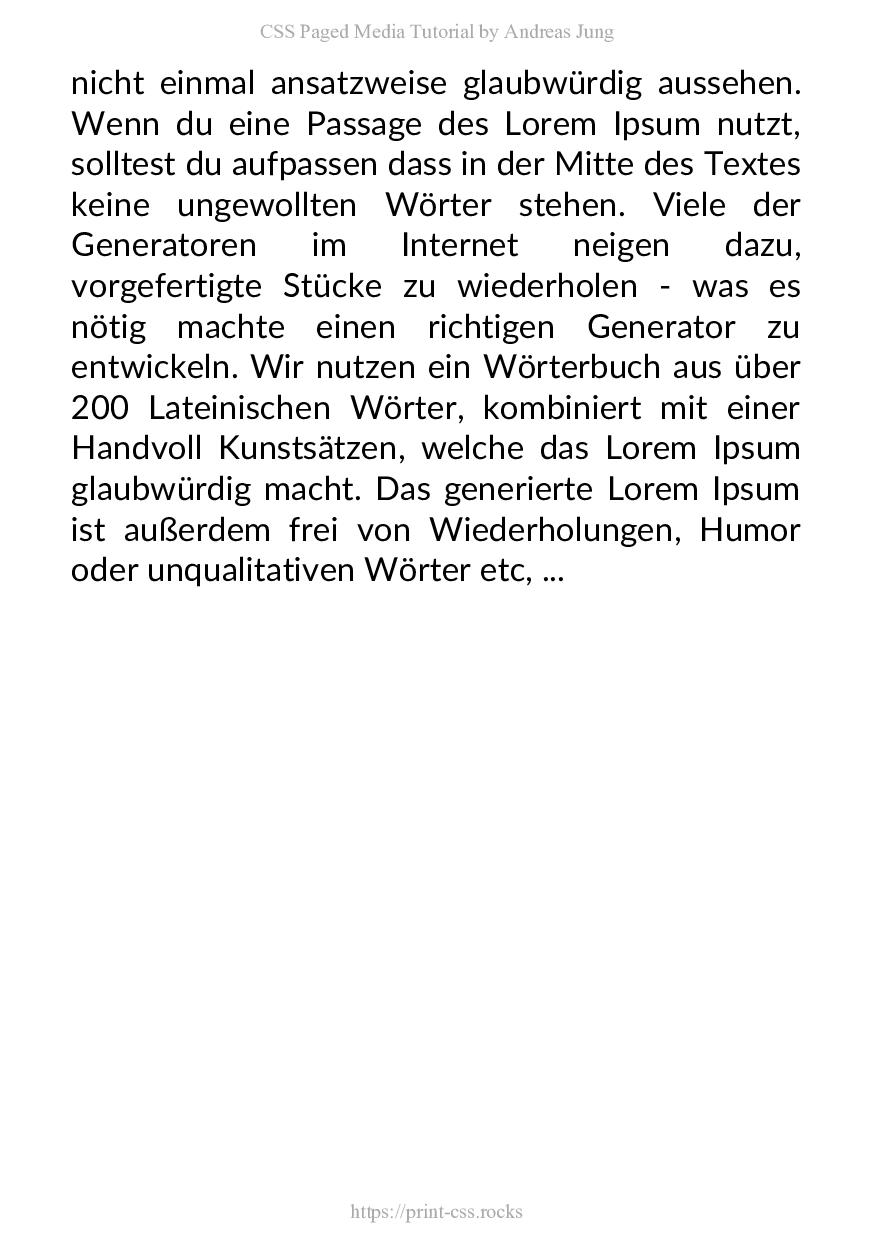 CSS Paged Media Tutorial by Andreas Jung
nicht einmal ansatzweise glaubwürdig aussehen.
Wenn du eine Passage des Lorem Ipsum nutzt,
solltest du aufpassen dass in der Mitte des Textes
keine ungewollten Wörter stehen. Viele der
Generatoren im Internet neigen dazu,
vorgefertigte Stücke zu wiederholen - was es
nötig machte einen richtigen Generator zu
entwickeln. Wir nutzen ein Wörterbuch aus über
200 Lateinischen Wörter, kombiniert mit einer
Handvoll Kunstsätzen, welche das Lorem Ipsum
glaubwürdig macht. Das generierte Lorem Ipsum
ist außerdem frei von Wiederholungen, Humor
oder unqualitativen Wörter etc, ...
https://print-css.rocks